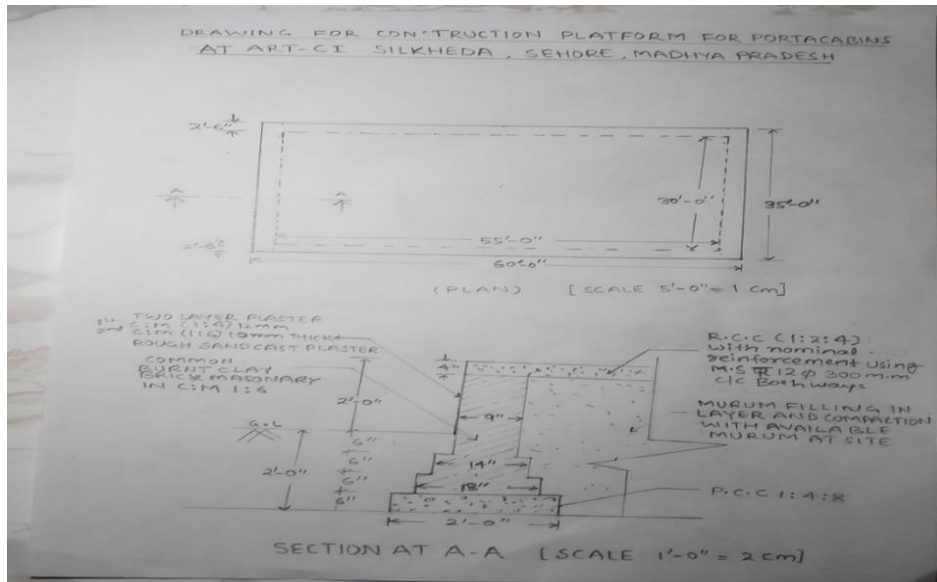 DRAWING FOR CONSTRUCTION PLATFORM FOR PORTACABINS
AT ART-CI SILKHEDA, SEHORE, MADHYA PRADESH
2'-6"
A A
30'-0" 35'-0"
2'-6"
55'-0"
60'-0"
(PLAN) [SCALE 5'-0" = 1 cm]
TWO LAYER PLASTER
1st C:M (1:4) 12mm
2nd C:M (1:6) THICK
ROUGH SANDCAST PLASTER
COMMON
BURNT CLAY
BRICK MASONARY
IN C:M 1:6
R.C.C (1:2:4)
with nominal
reinforcement using
M.S 12 φ 300 m.m
c/c Both ways
4"
2'-0"
9"
MURUM FILLING IN
LAYER AND COMPACTION
WITH AVAILABLE
MURUM AT SITE
G.L
6"
6"
6"
6"
2'-0"
14"
18"
P.C.C 1:4:8
2'-0"
SECTION AT A-A [SCALE 1'-0" = 2 cm]